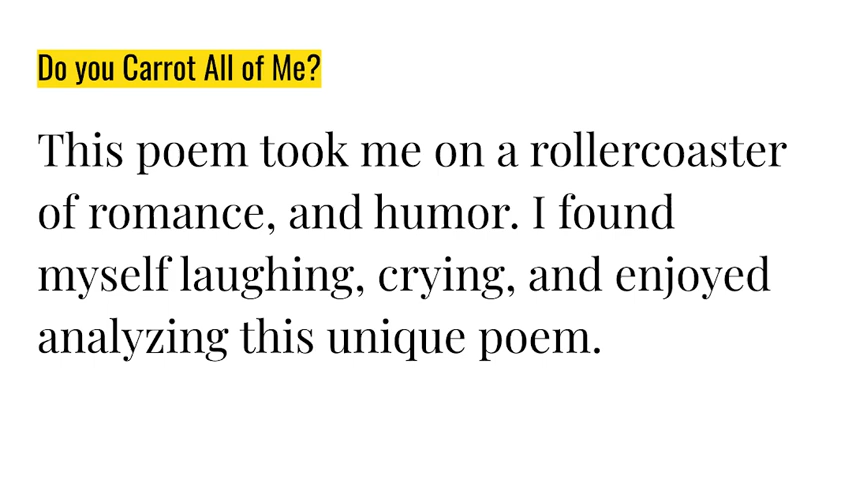 Do you Carrot All of Me?
This poem took me on a rollercoaster
of romance, and humor. I found
myself laughing, crying, and enjoyed
analyzing this unique poem.